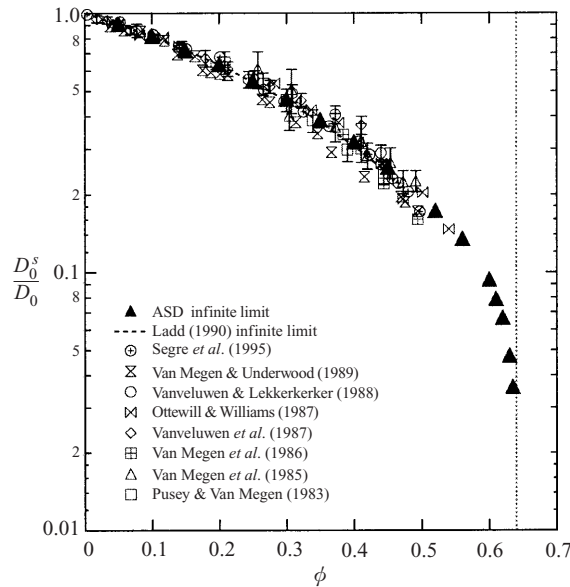 1.0
8
5
2
0.1
8
5
2
0.01
D₀ˢ
D₀
ASD infinite limit
Ladd (1990) infinite limit
Segre et al. (1995)
Van Megen & Underwood (1989)
Vanveluwen & Lekkerkerker (1988)
Ottewill & Williams (1987)
Vanveluwen et al. (1987)
Van Megen et al. (1986)
Van Megen et al. (1985)
Pusey & Van Megen (1983)
0 0.1 0.2 0.3 0.4 0.5 0.6 0.7
ϕ